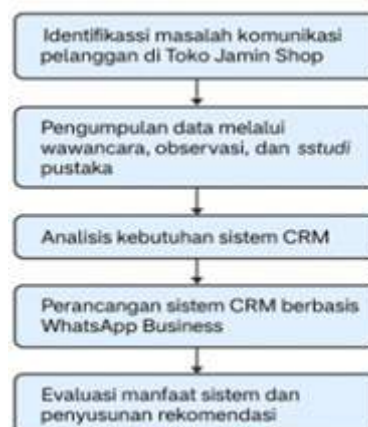 Identifikassi masalah komunikasi
pelanggan di Toko Jamin Shop
Pengumpulan data melalui
wawancara, observasi, dan sstudi
pustaka
Analisis kebutuhan sistem CRM
Perancangan sistem CRM berbasis
WhatsApp Business
Evaluasi manfaat sistem dan
penyusunan rekomendasi